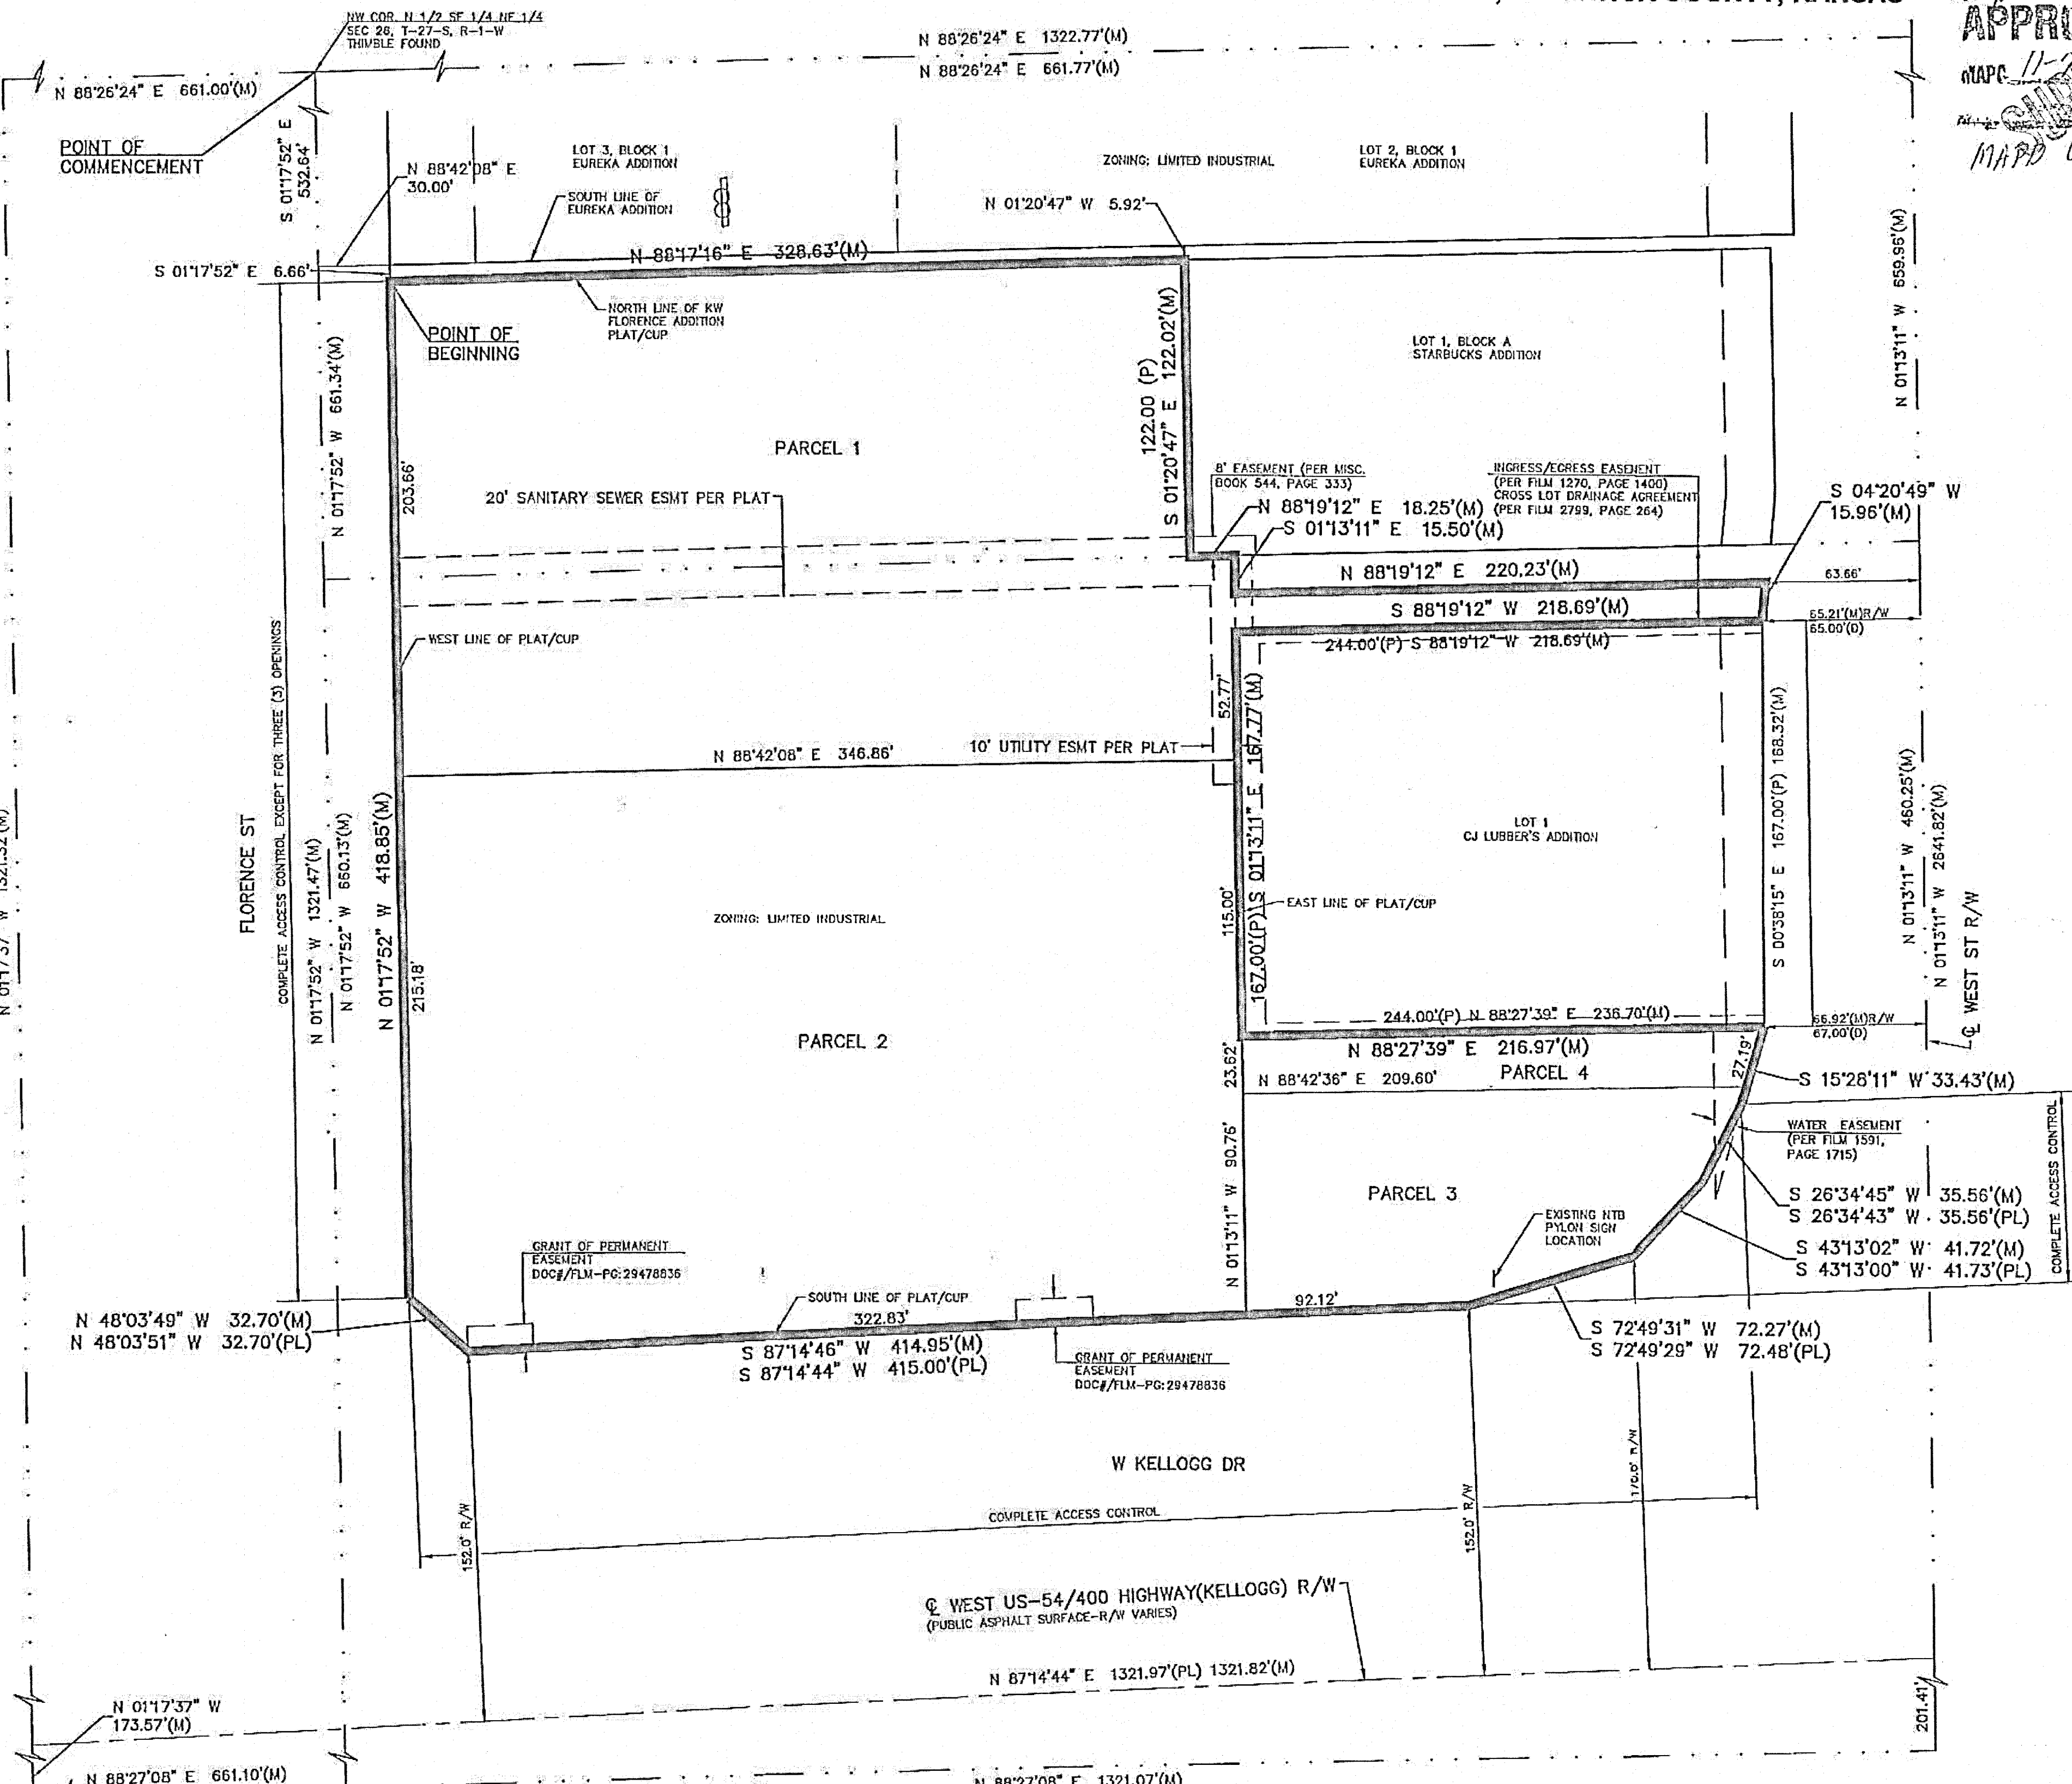 COUNTY, KANSAS
NW COR. N 1/2 SE 1/4 NE 1/4
SEC 26, T-27-S, R-1-W
THIMBLE FOUND
N 88°26'24" E 1322.77'(M)
N 88°26'24" E 661.77'(M)
N 88°26'24" E 661.00'(M)
MAPC
MAPD
POINT OF
COMMENCEMENT
S 01°17'52" E
532.64'
N 88°42'08" E
30.00'
LOT 3, BLOCK 1
EUREKA ADDITION
SOUTH LINE OF
EUREKA ADDITION
ZONING: LIMITED INDUSTRIAL
LOT 2, BLOCK 1
EUREKA ADDITION
N 01°20'47" W 5.92'
N 01°13'11" W 659.96'(M)
S 01°17'52" E 6.66'
N 88°17'16" E 328.63'(M)
NORTH LINE OF KW
FLORENCE ADDITION
PLAT/CUP
POINT OF
BEGINNING
LOT 1, BLOCK A
STARBUCKS ADDITION
N 01°17'52" W 661.34'(M)
203.66'
PARCEL 1
122.00 (P)
S 01°20'47" E 122.02'(M)
20' SANITARY SEWER ESMT PER PLAT
8' EASEMENT (PER MISC.
BOOK 544, PAGE 333)
INGRESS/EGRESS EASEMENT
(PER FILM 1270, PAGE 1400)
CROSS LOT DRAINAGE AGREEMENT
(PER FILM 2799, PAGE 264)
N 88°19'12" E 18.25'(M)
S 01°13'11" E 15.50'(M)
S 04°20'49" W
15.96'(M)
N 88°19'12" E 220.23'(M)
63.66'
S 88°19'12" W 218.69'(M)
65.21'(M)R/W
65.00'(D)
244.00'(P) S 88°19'12" W 218.69'(M)
WEST LINE OF PLAT/CUP
COMPLETE ACCESS CONTROL EXCEPT FOR THREE (3) OPENINGS
FLORENCE ST
52.77'
N 88°42'08" E 346.86'
10' UTILITY ESMT PER PLAT
167.00'(P) S 01°13'11" E 167.77'(M)
S 00°38'15" E 167.00'(P) 168.32'(M)
N 01°13'11" W 460.25'(M)
N 01°13'11" W 2641.82'(M)
℄ WEST ST R/W
LOT 1
CJ LUBBER'S ADDITION
N 01°17'37" W 1321.32'(M)
N 01°17'52" W 1321.47'(M)
N 01°17'52" W 660.13'(M)
N 01°17'52" W 418.85'(M)
215.18'
115.00'
EAST LINE OF PLAT/CUP
ZONING: LIMITED INDUSTRIAL
PARCEL 2
244.00'(P) N 88°27'39" E 236.70'(M)
66.92'(M)R/W
67.00'(D)
N 88°27'39" E 216.97'(M)
23.62'
N 88°42'36" E 209.60'
PARCEL 4
27.19'
S 15°28'11" W 33.43'(M)
WATER EASEMENT
(PER FILM 1591,
PAGE 1715)
COMPLETE ACCESS CONTROL
N 01°13'11" W 90.76'
PARCEL 3
S 26°34'45" W 35.56'(M)
S 26°34'43" W 35.56'(PL)
EXISTING NTB
PYLON SIGN
LOCATION
S 43°13'02" W 41.72'(M)
S 43°13'00" W 41.73'(PL)
GRANT OF PERMANENT
EASEMENT
DOC#/FLM-PG:29478836
SOUTH LINE OF PLAT/CUP
322.83'
92.12'
N 48°03'49" W 32.70'(M)
N 48°03'51" W 32.70'(PL)
S 87°14'46" W 414.95'(M)
S 87°14'44" W 415.00'(PL)
GRANT OF PERMANENT
EASEMENT
DOC#/FLM-PG:29478836
S 72°49'31" W 72.27'(M)
S 72°49'29" W 72.48'(PL)
W KELLOGG DR
COMPLETE ACCESS CONTROL
152.0' R/W
152.0' R/W
170.0' R/W
℄ WEST US-54/400 HIGHWAY(KELLOGG) R/W
(PUBLIC ASPHALT SURFACE-R/W VARIES)
N 87°14'44" E 1321.97'(PL) 1321.82'(M)
N 01°17'37" W
173.57'(M)
201.41'
N 88°27'08" E 661.10'(M)
N 88°27'08" E 1321.07'(M)